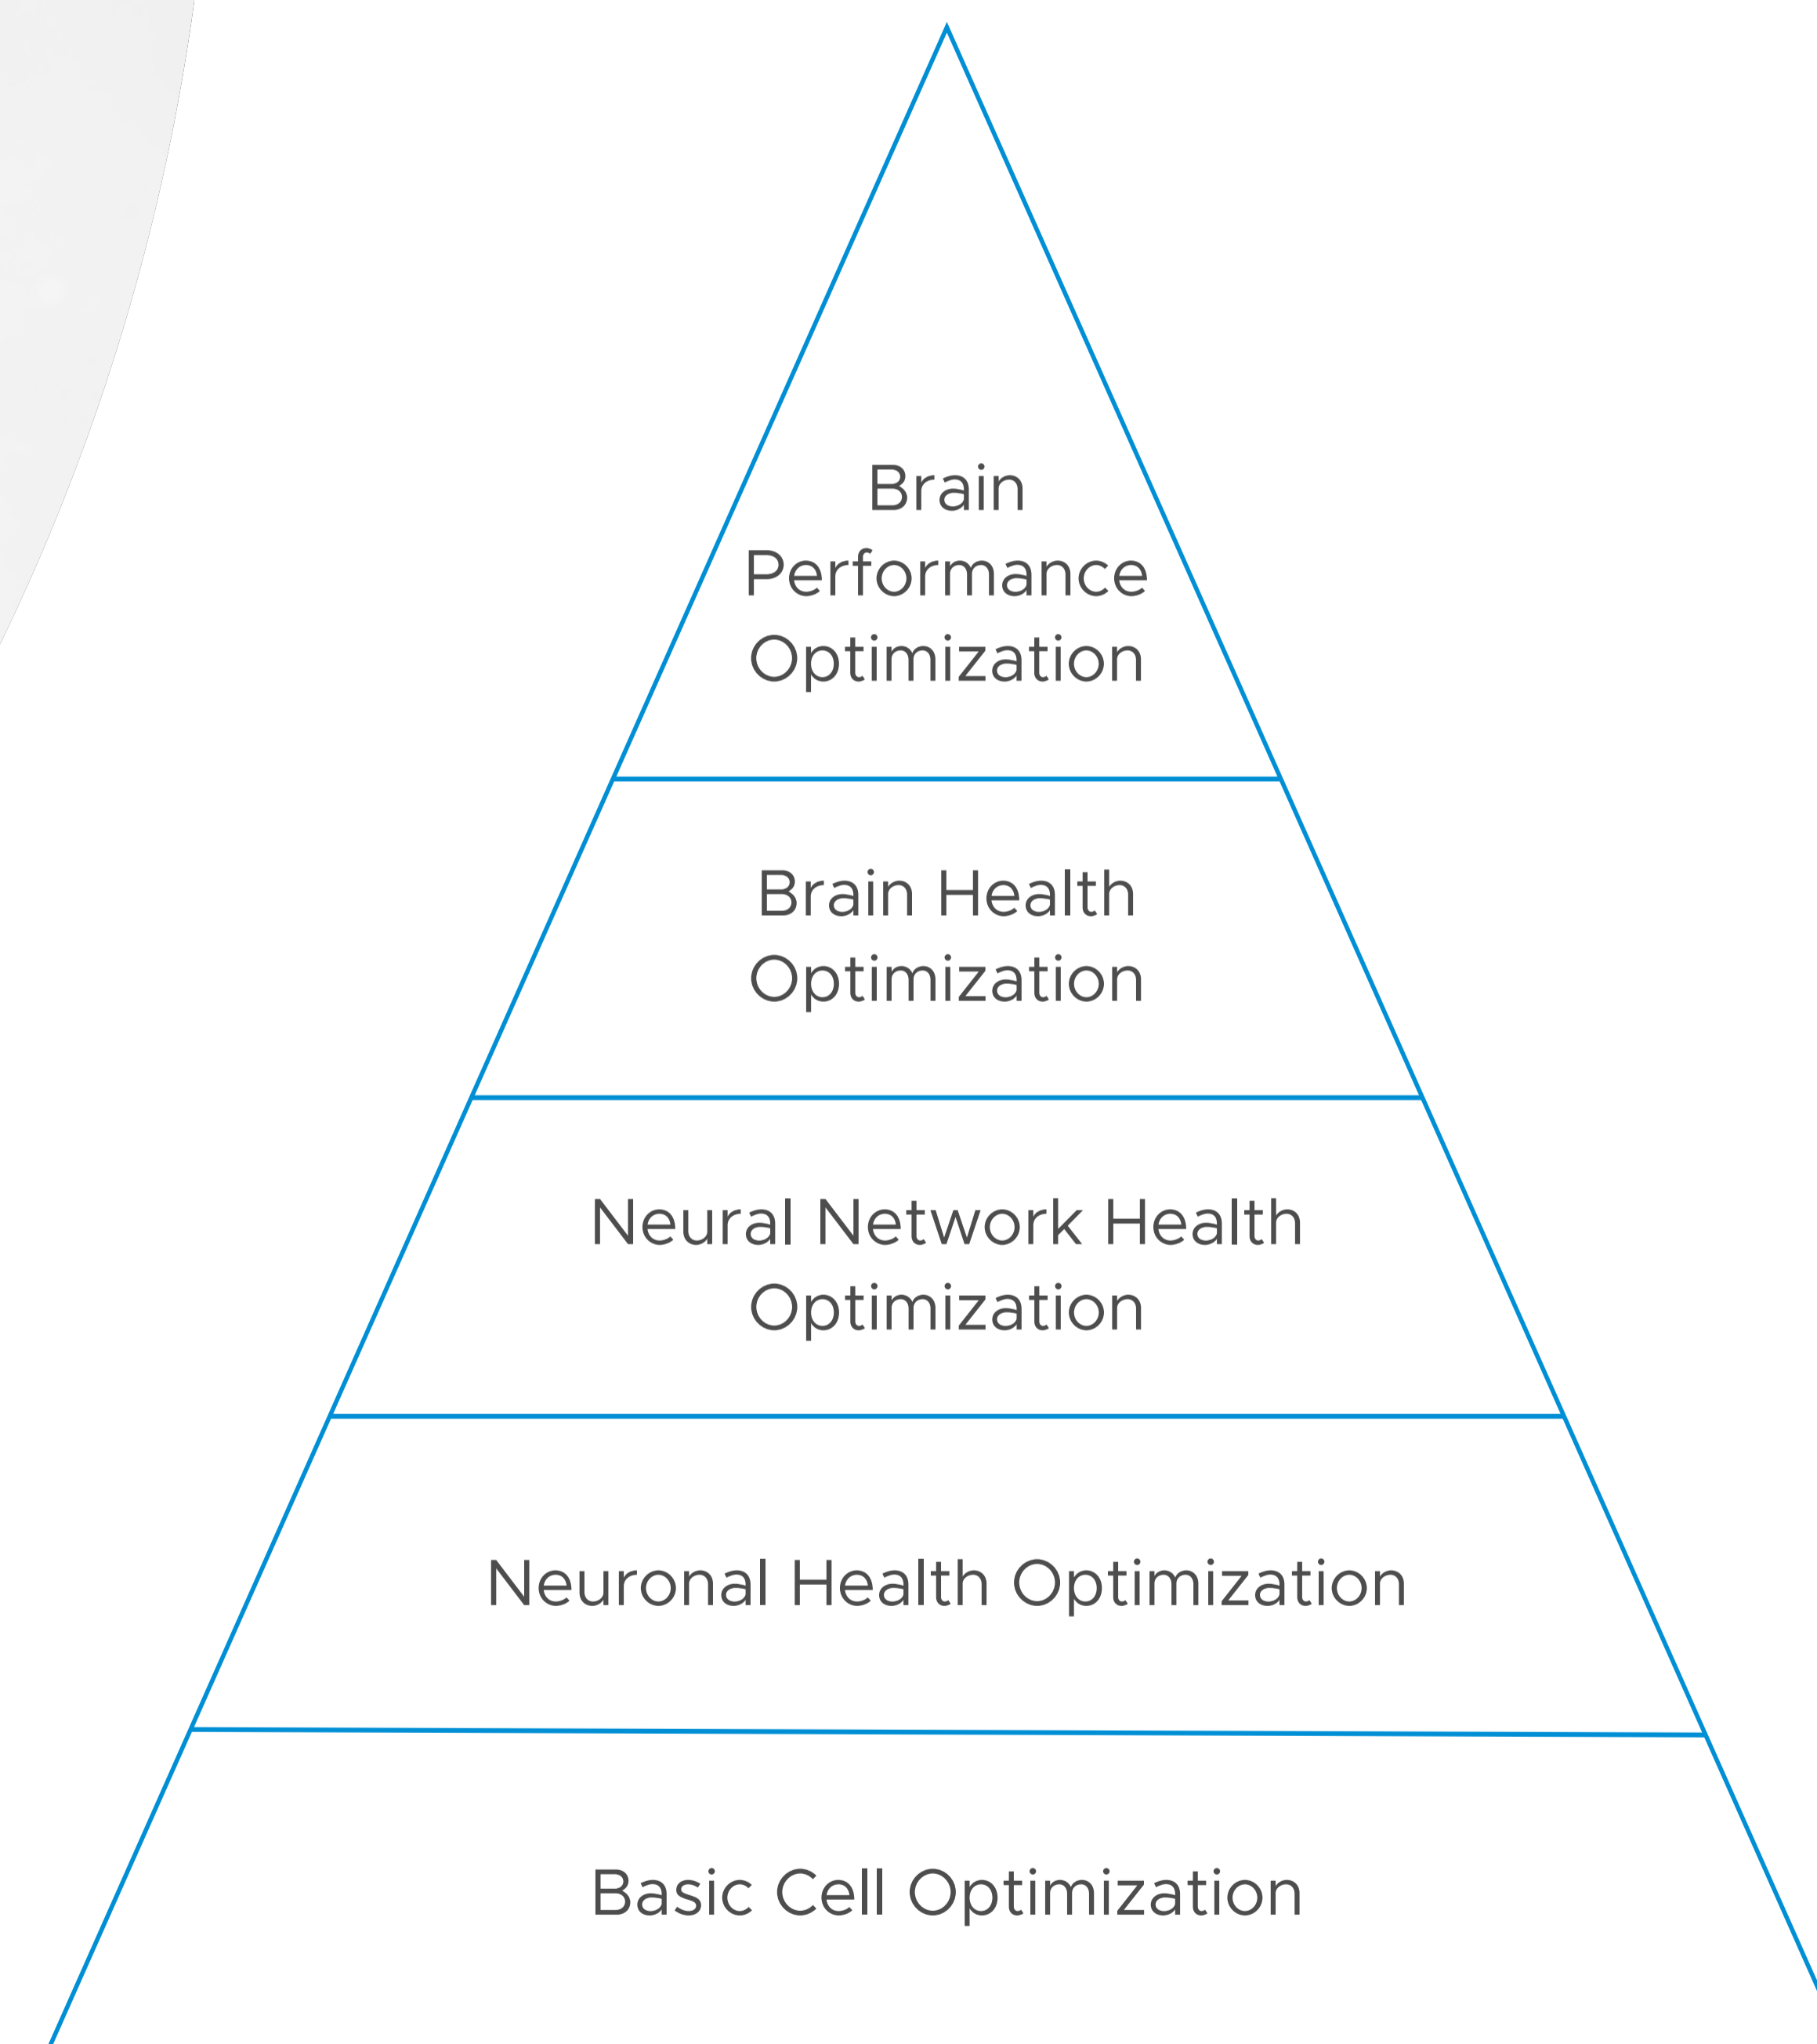 Brain
Performance
Optimization
Brain Health
Optimization
Neural Network Health
Optimization
Neuronal Health Optimization
Basic Cell Optimization